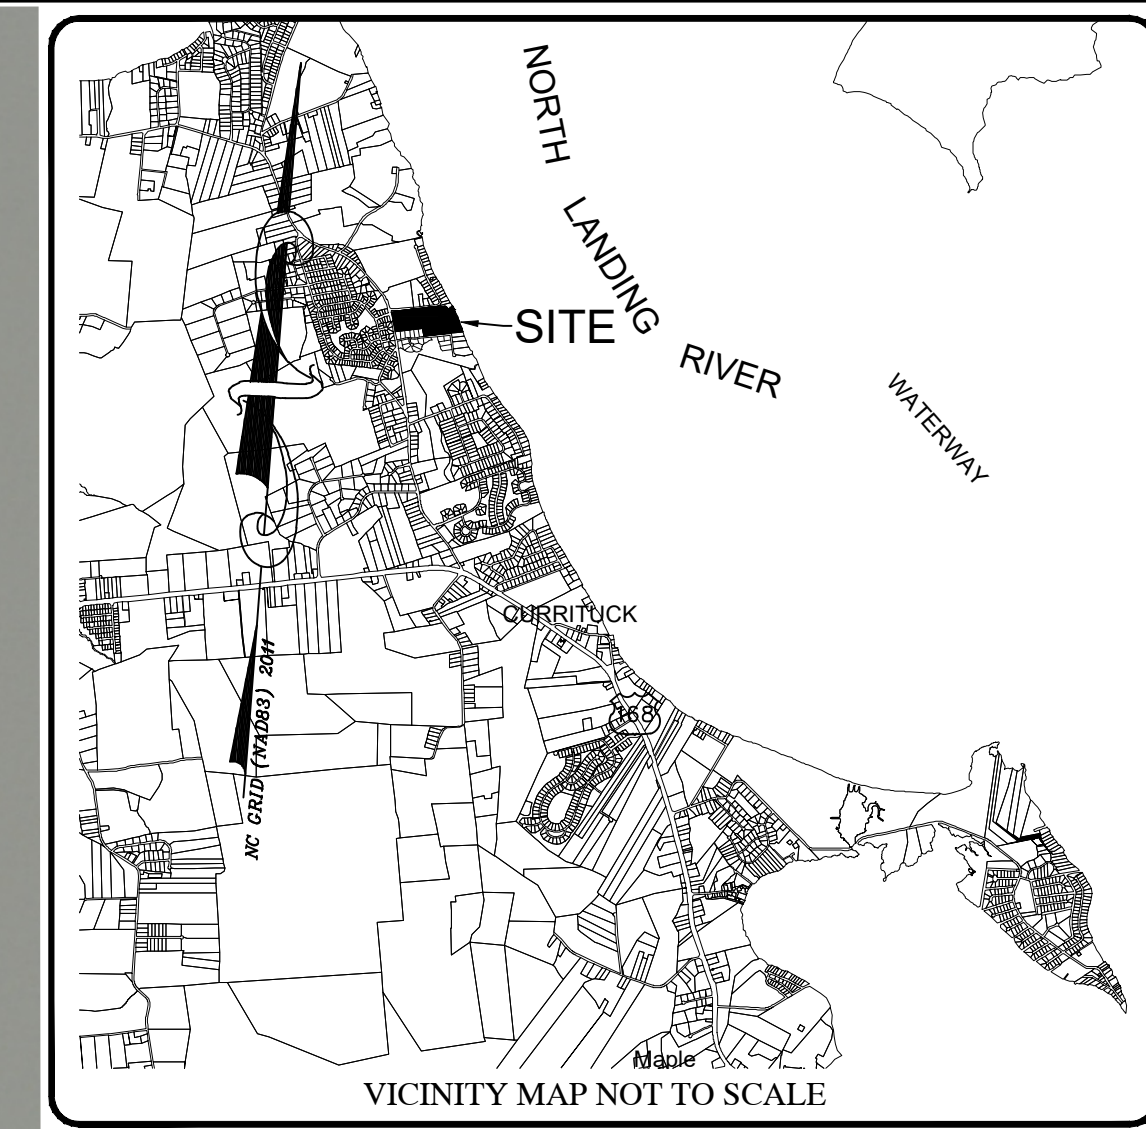 NORTH
LANDING
SITE
RIVER
WATERWAY
CURRITUCK
168
NC GRID (NAD83) 2011
Maple
VICINITY MAP NOT TO SCALE